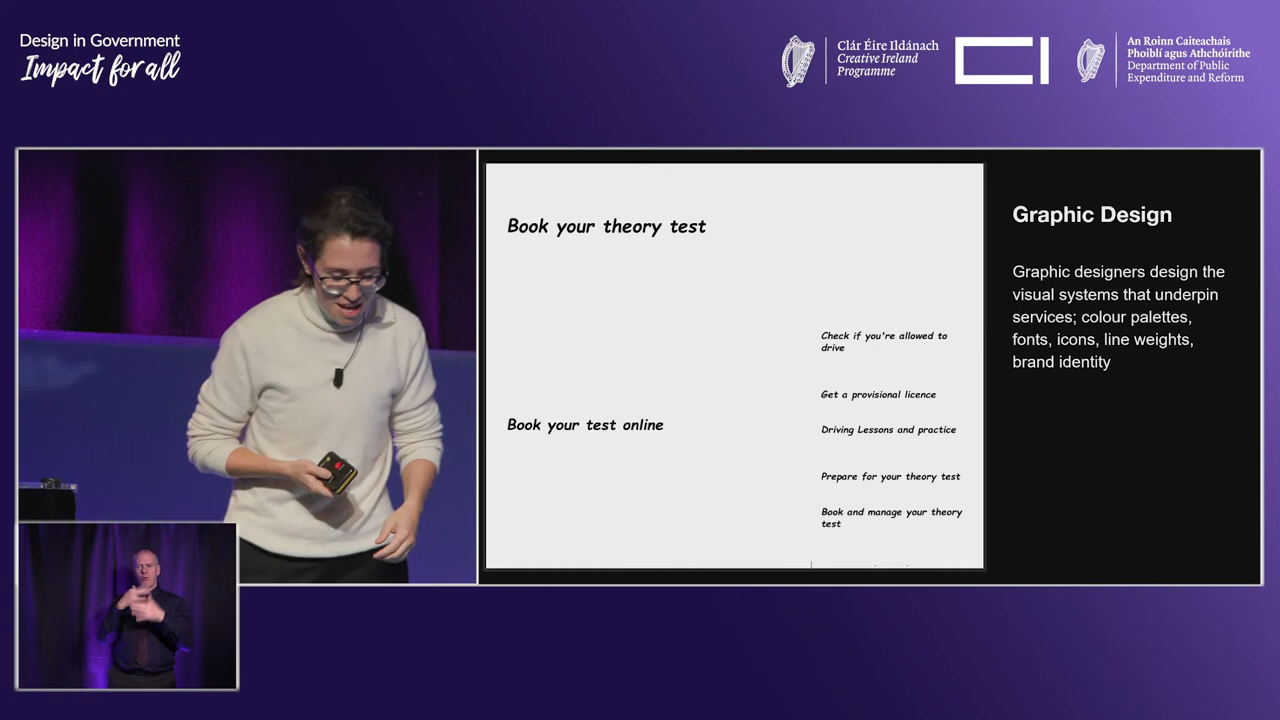 Design in Government
Impact for all
Clár Éire Ildánach
Creative Ireland
Programme
An Roinn Caiteachais
Phoiblí agus Athchóirithe
Department of Public
Expenditure and Reform
Book your theory test
Check if you're allowed to
drive
Get a provisional licence
Book your test online
Driving Lessons and practice
Prepare for your theory test
Book and manage your theory
test
Graphic Design
Graphic designers design the
visual systems that underpin
services; colour palettes,
fonts, icons, line weights,
brand identity